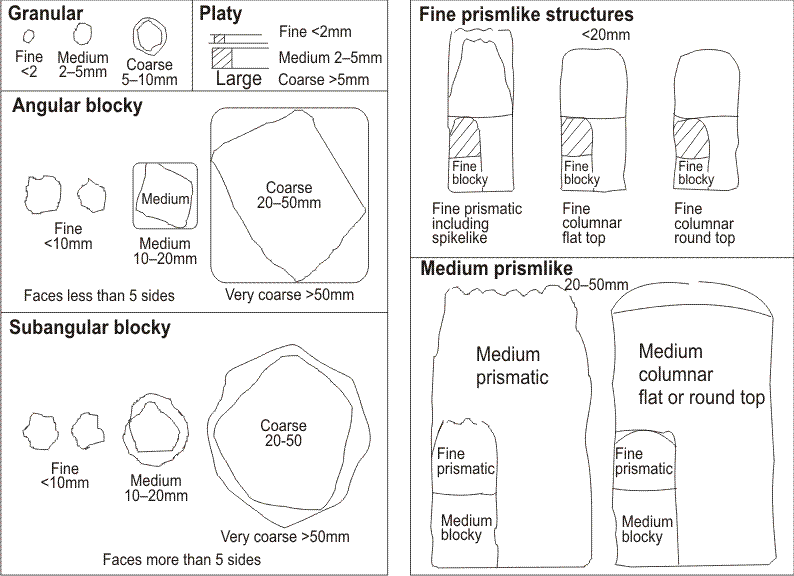 Granular
Fine
<2
Medium
2–5mm
Coarse
5–10mm
Platy
Fine <2mm
Medium 2–5mm
Large
Coarse >5mm
Angular blocky
Fine
<10mm
Medium
Medium
10–20mm
Coarse
20–50mm
Faces less than 5 sides
Very coarse >50mm
Subangular blocky
Fine
<10mm
Medium
10–20mm
Coarse
20-50
Very coarse >50mm
Faces more than 5 sides
Fine prismlike structures
<20mm
Fine
blocky
Fine
blocky
Fine
blocky
Fine prismatic
including
spikelike
Fine
columnar
flat top
Fine
columnar
round top
Medium prismlike
20–50mm
Medium
prismatic
Fine
prismatic
Medium
blocky
Medium
columnar
flat or round top
Fine
prismatic
Medium
blocky